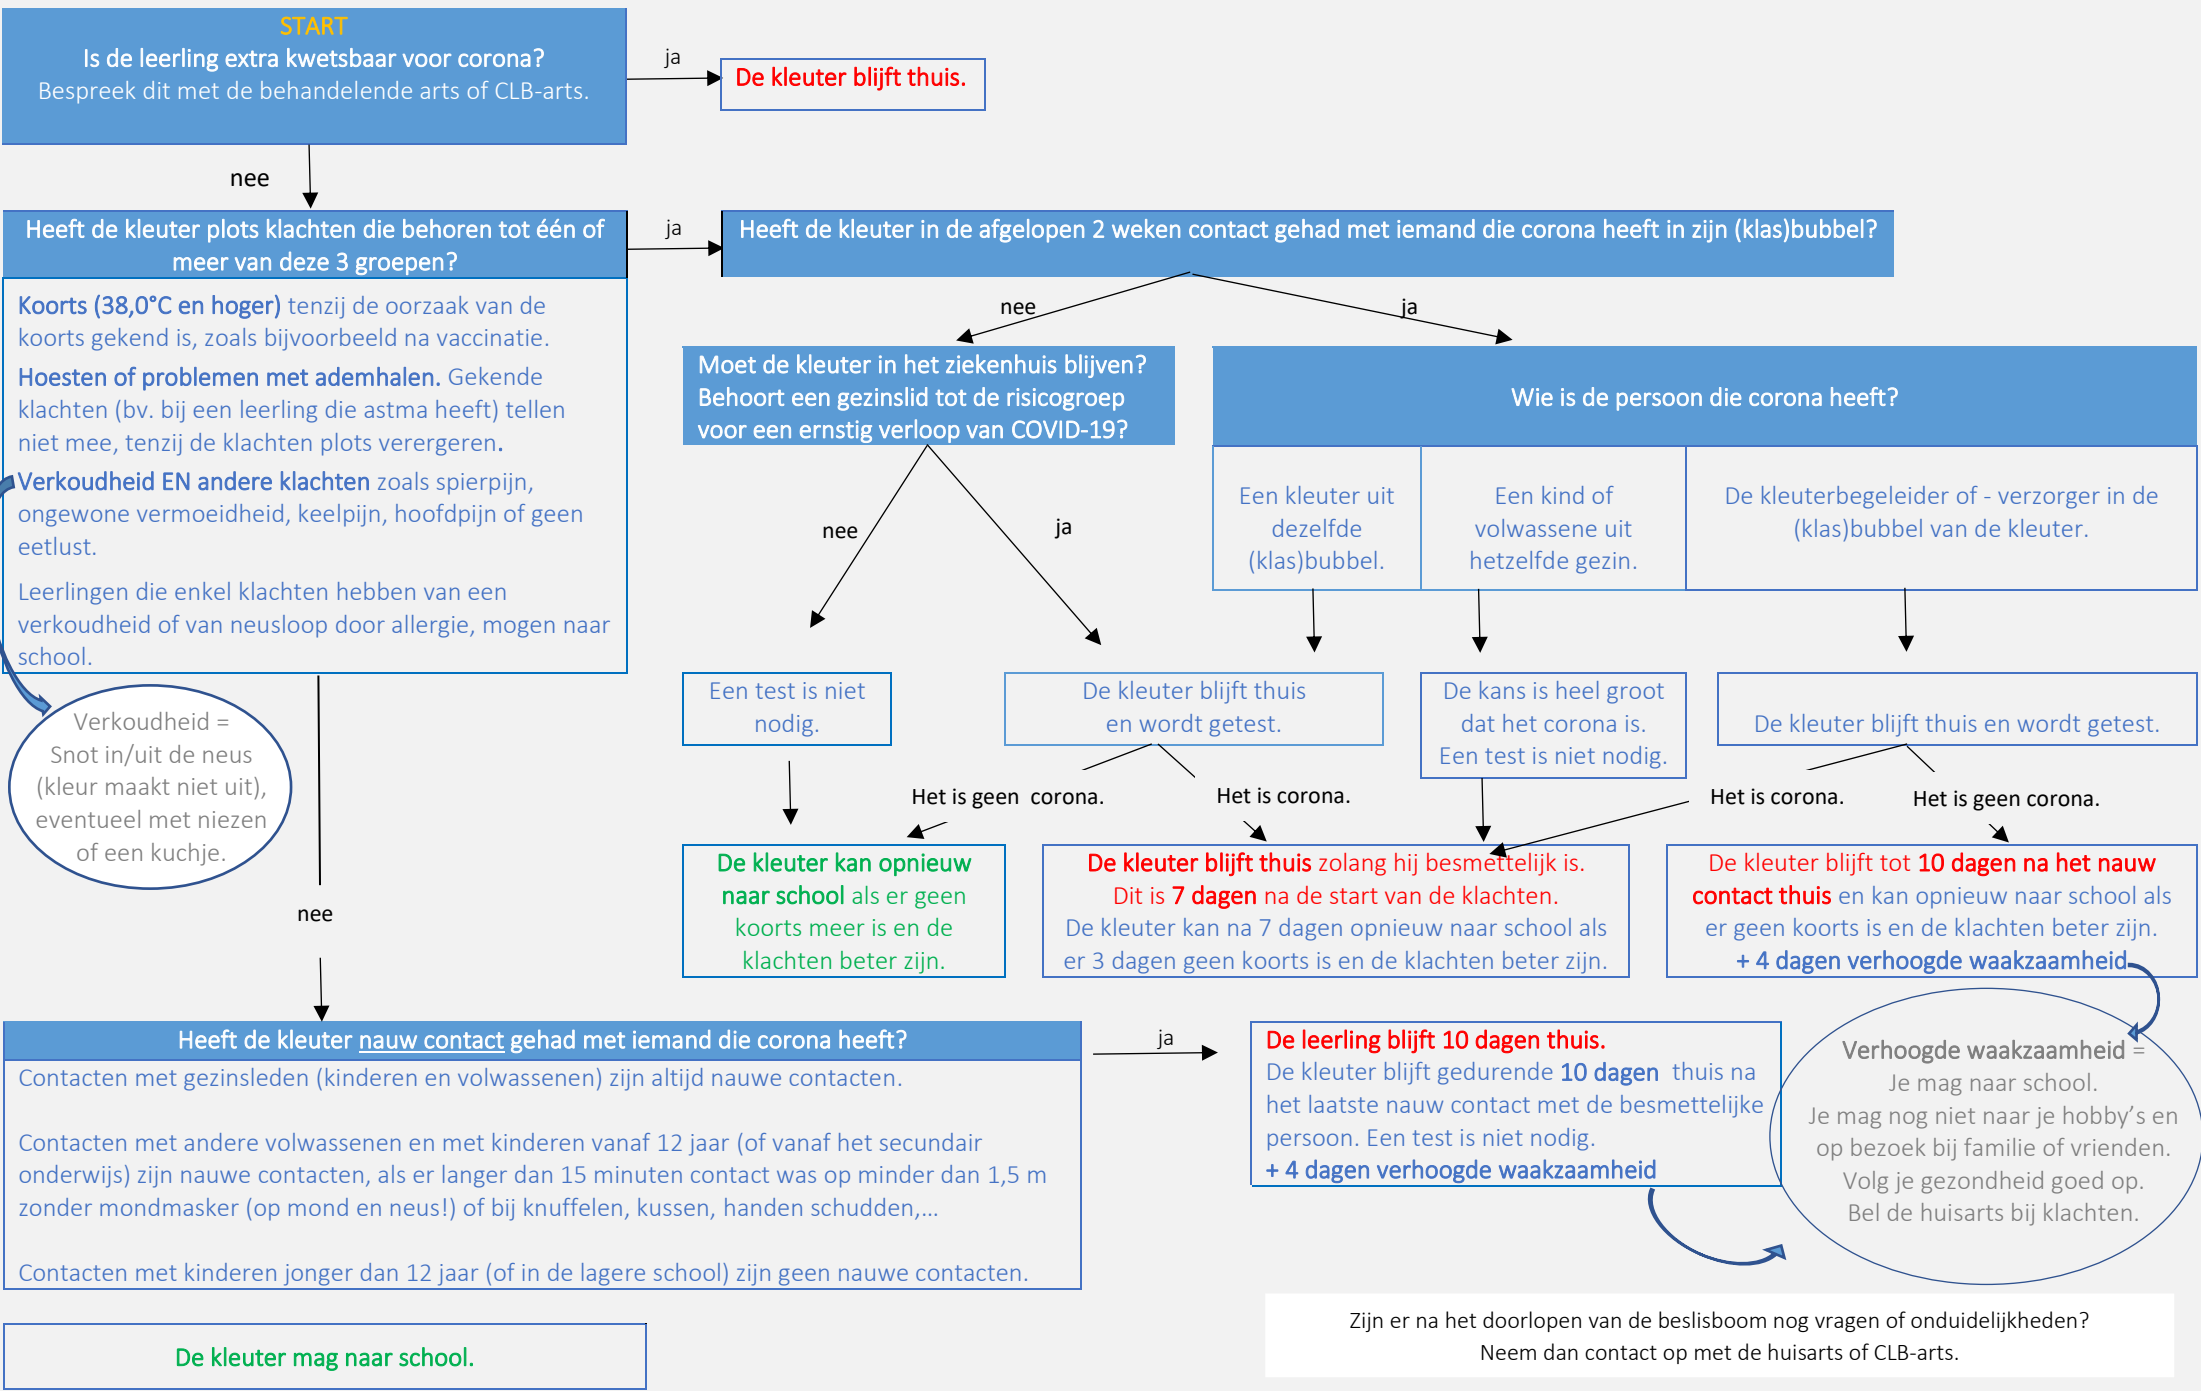 START
Is de leerling extra kwetsbaar voor corona?
Bespreek dit met de behandelende arts of CLB-arts.
ja
De kleuter blijft thuis.
nee
Heeft de kleuter plots klachten die behoren tot één of
meer van deze 3 groepen?
ja
Heeft de kleuter in de afgelopen 2 weken contact gehad met iemand die corona heeft in zijn (klas)bubbel?
Koorts (38,0°C en hoger) tenzij de oorzaak van de
koorts gekend is, zoals bijvoorbeeld na vaccinatie.
Hoesten of problemen met ademhalen. Gekende
klachten (bv. bij een leerling die astma heeft) tellen
niet mee, tenzij de klachten plots verergeren.
Verkoudheid EN andere klachten zoals spierpijn,
ongewone vermoeidheid, keelpijn, hoofdpijn of geen
eetlust.
Leerlingen die enkel klachten hebben van een
verkoudheid of van neusloop door allergie, mogen naar
school.
Verkoudheid =
Snot in/uit de neus
(kleur maakt niet uit),
eventueel met niezen
of een kuchje.
nee
ja
Moet de kleuter in het ziekenhuis blijven?
Behoort een gezinslid tot de risicogroep
voor een ernstig verloop van COVID-19?
Wie is de persoon die corona heeft?
Een kleuter uit
dezelfde
(klas)bubbel.
Een kind of
volwassene uit
hetzelfde gezin.
De kleuterbegeleider of - verzorger in de
(klas)bubbel van de kleuter.
nee
ja
Een test is niet
nodig.
De kleuter blijft thuis
en wordt getest.
De kans is heel groot
dat het corona is.
Een test is niet nodig.
De kleuter blijft thuis en wordt getest.
Het is geen  corona.
Het is corona.
Het is corona.
Het is geen corona.
De kleuter kan opnieuw
naar school als er geen
koorts meer is en de
klachten beter zijn.
De kleuter blijft thuis zolang hij besmettelijk is.
Dit is 7 dagen na de start van de klachten.
De kleuter kan na 7 dagen opnieuw naar school als
er 3 dagen geen koorts is en de klachten beter zijn.
De kleuter blijft tot 10 dagen na het nauw
contact thuis en kan opnieuw naar school als
er geen koorts is en de klachten beter zijn.
+ 4 dagen verhoogde waakzaamheid
nee
Heeft de kleuter nauw contact gehad met iemand die corona heeft?
Contacten met gezinsleden (kinderen en volwassenen) zijn altijd nauwe contacten.
Contacten met andere volwassenen en met kinderen vanaf 12 jaar (of vanaf het secundair
onderwijs) zijn nauwe contacten, als er langer dan 15 minuten contact was op minder dan 1,5 m
zonder mondmasker (op mond en neus!) of bij knuffelen, kussen, handen schudden,...
Contacten met kinderen jonger dan 12 jaar (of in de lagere school) zijn geen nauwe contacten.
ja
De leerling blijft 10 dagen thuis.
De kleuter blijft gedurende 10 dagen  thuis na
het laatste nauw contact met de besmettelijke
persoon. Een test is niet nodig.
+ 4 dagen verhoogde waakzaamheid
Verhoogde waakzaamheid =
Je mag naar school.
Je mag nog niet naar je hobby's en
op bezoek bij familie of vrienden.
Volg je gezondheid goed op.
Bel de huisarts bij klachten.
De kleuter mag naar school.
Zijn er na het doorlopen van de beslisboom nog vragen of onduidelijkheden?
Neem dan contact op met de huisarts of CLB-arts.